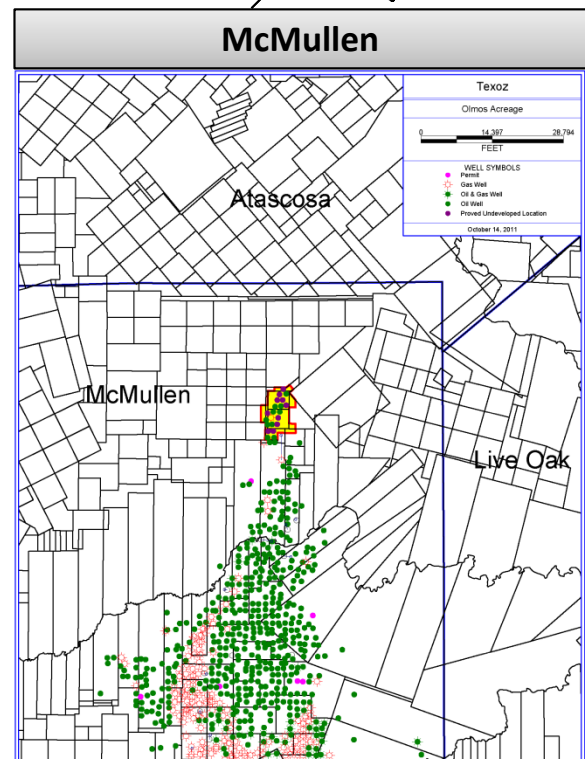 McMullen
Texoz
Olmos Acreage
0 14,397 28,794
FEET
WELL SYMBOLS
Permit
Gas Well
Oil & Gas Well
Oil Well
Proved Undeveloped Location
October 14, 2011
Atascosa
McMullen
Live Oak